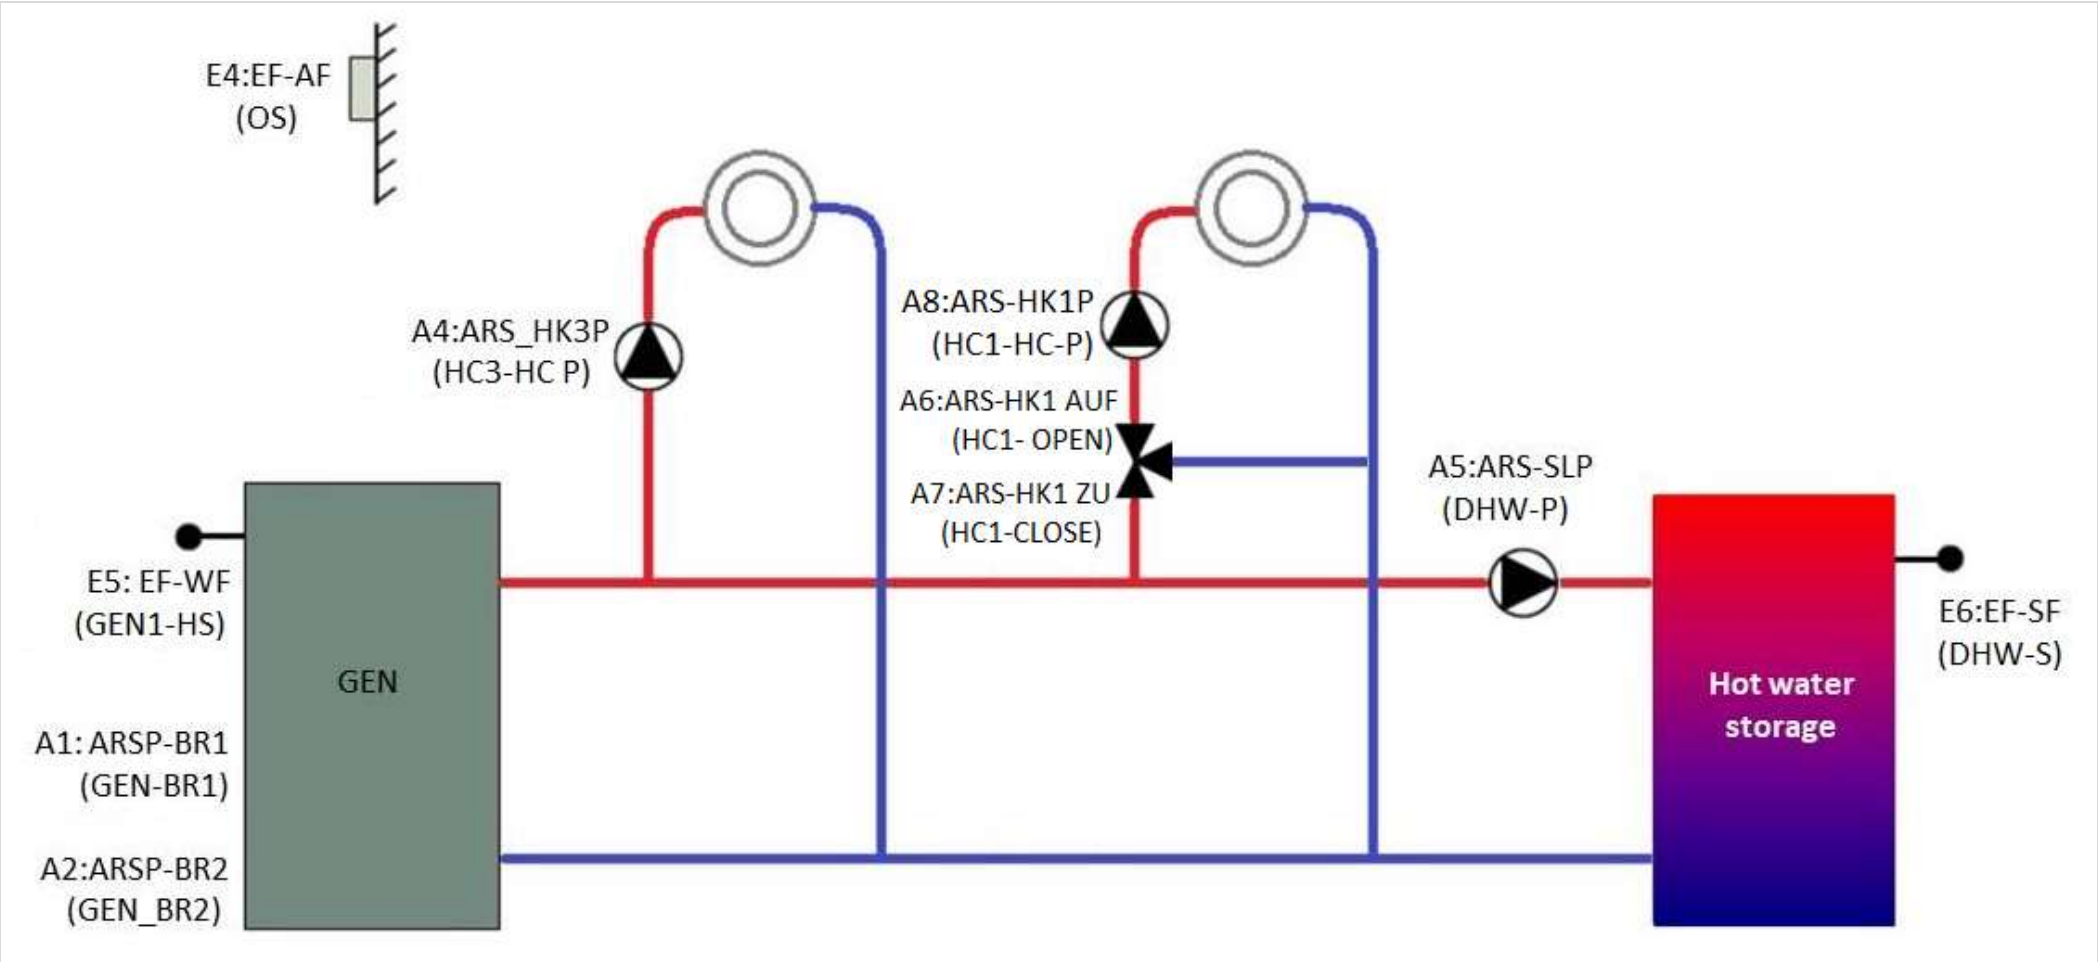 E4:EF-AF
(OS)
A4:ARS_HK3P
(HC3-HC P)
A8:ARS-HK1P
(HC1-HC-P)
A6:ARS-HK1 AUF
(HC1- OPEN)
A7:ARS-HK1 ZU
(HC1-CLOSE)
A5:ARS-SLP
(DHW-P)
E5: EF-WF
(GEN1-HS)
GEN
A1: ARSP-BR1
(GEN-BR1)
A2:ARSP-BR2
(GEN_BR2)
Hot water
storage
E6:EF-SF
(DHW-S)